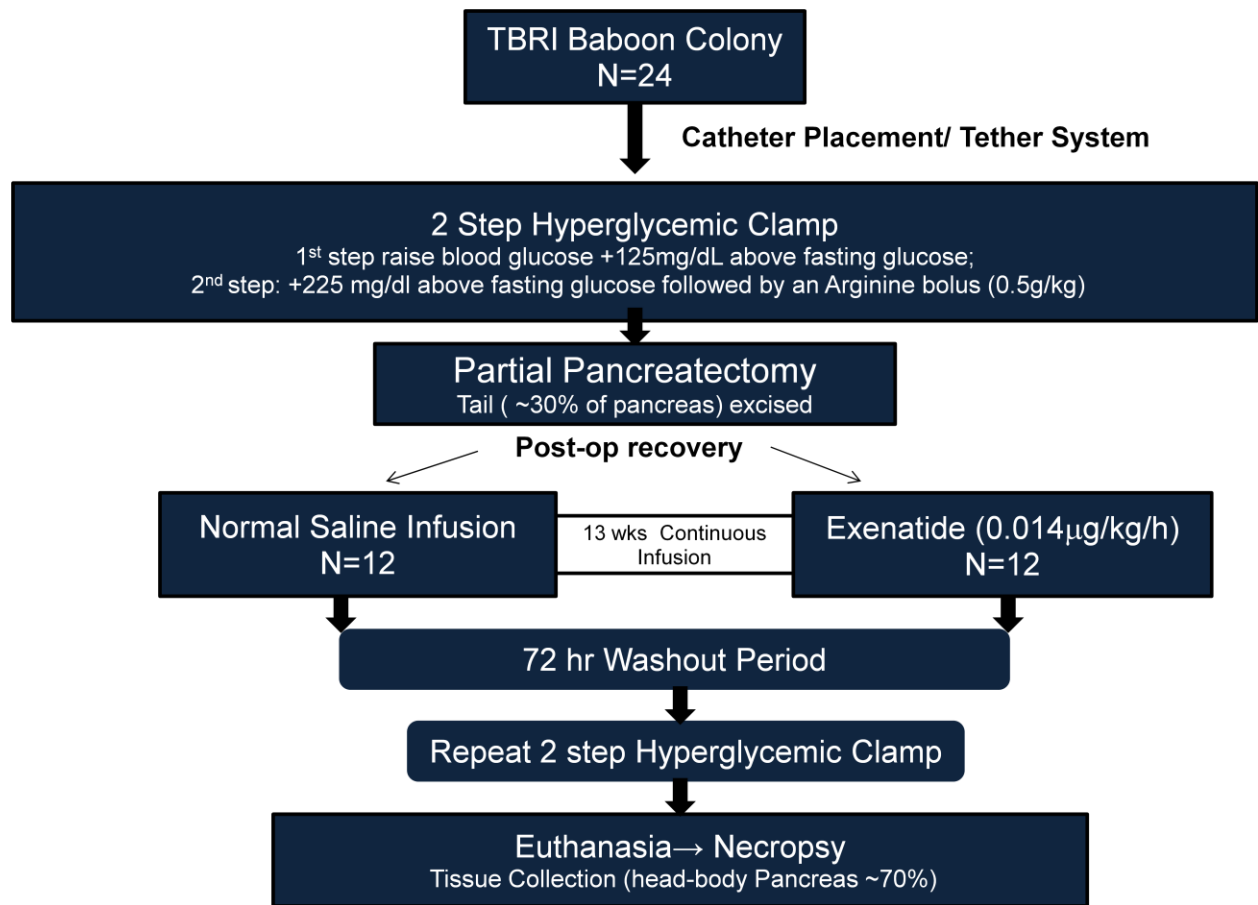 TBRI Baboon Colony
N=24
Catheter Placement/ Tether System
2 Step Hyperglycemic Clamp
1st step raise blood glucose +125mg/dL above fasting glucose;
2nd step: +225 mg/dl above fasting glucose followed by an Arginine bolus (0.5g/kg)
Partial Pancreatectomy
Tail ( ~30% of pancreas) excised
Post-op recovery
Normal Saline Infusion
N=12
13 wks Continuous
Infusion
Exenatide (0.014µg/kg/h)
N=12
72 hr Washout Period
Repeat 2 step Hyperglycemic Clamp
Euthanasia→ Necropsy
Tissue Collection (head-body Pancreas ~70%)